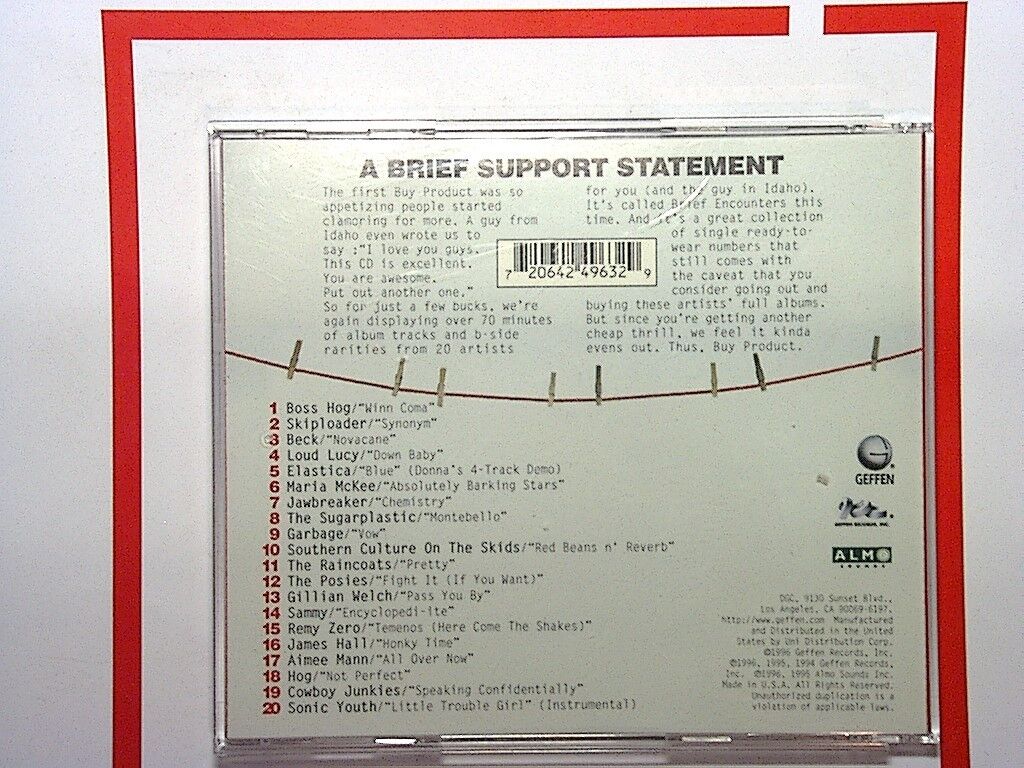 A BRIEF SUPPORT STATEMENT
The first Buy Product was so
appetizing people started
clamoring for more. A guy from
Idaho even wrote us to
say :"I love you guys.
This CD is excellent.
You are awesome.
Put out another one."
So for just a few bucks, we're
again displaying over 70 minutes
of album tracks and b-side
rarities from 20 artists
for you (and the guy in Idaho).
It's called Brief Encounters this
time. And it's a great collection
of single ready-to-
wear numbers that
still comes with
the caveat that you
consider going out and
buying these artists' full albums.
But since you're getting another
cheap thrill, we feel it kinda
evens out. Thus, Buy Product.
7 20642 49632 9
1 Boss Hog/"Winn Coma"
2 Skiploader/"Synonym"
3 Beck/"Novacane"
4 Loud Lucy/"Down Baby"
5 Elastica/"Blue" (Donna's 4-Track Demo)
6 Maria McKee/"Absolutely Barking Stars"
7 Jawbreaker/"Chemistry"
8 The Sugarplastic/"Montebello"
9 Garbage/"Vow"
10 Southern Culture On The Skids/"Red Beans n' Reverb"
11 The Raincoats/"Pretty"
12 The Posies/"Fight It (If You Want)"
13 Gillian Welch/"Pass You By"
14 Sammy/"Encyclopedi-ite"
15 Remy Zero/"Temenos (Here Come The Shakes)"
16 James Hall/"Honky Time"
17 Aimee Mann/"All Over Now"
18 Hog/"Not Perfect"
19 Cowboy Junkies/"Speaking Confidentially"
20 Sonic Youth/"Little Trouble Girl" (Instrumental)
GEFFEN
GEFFEN RECORDS, INC.
ALMO
SOUNDS
DGC, 9130 Sunset Blvd.,
Los Angeles, CA 90069-6197.
http://www.geffen.com Manufactured
and Distributed in the United
States by Uni Distribution Corp.
©1996 Geffen Records, Inc.
℗1996, 1995, 1994 Geffen Records,
Inc. ℗1996, 1995 Almo Sounds Inc.
Made in U.S.A. All Rights Reserved.
Unauthorized duplication is a
violation of applicable laws.